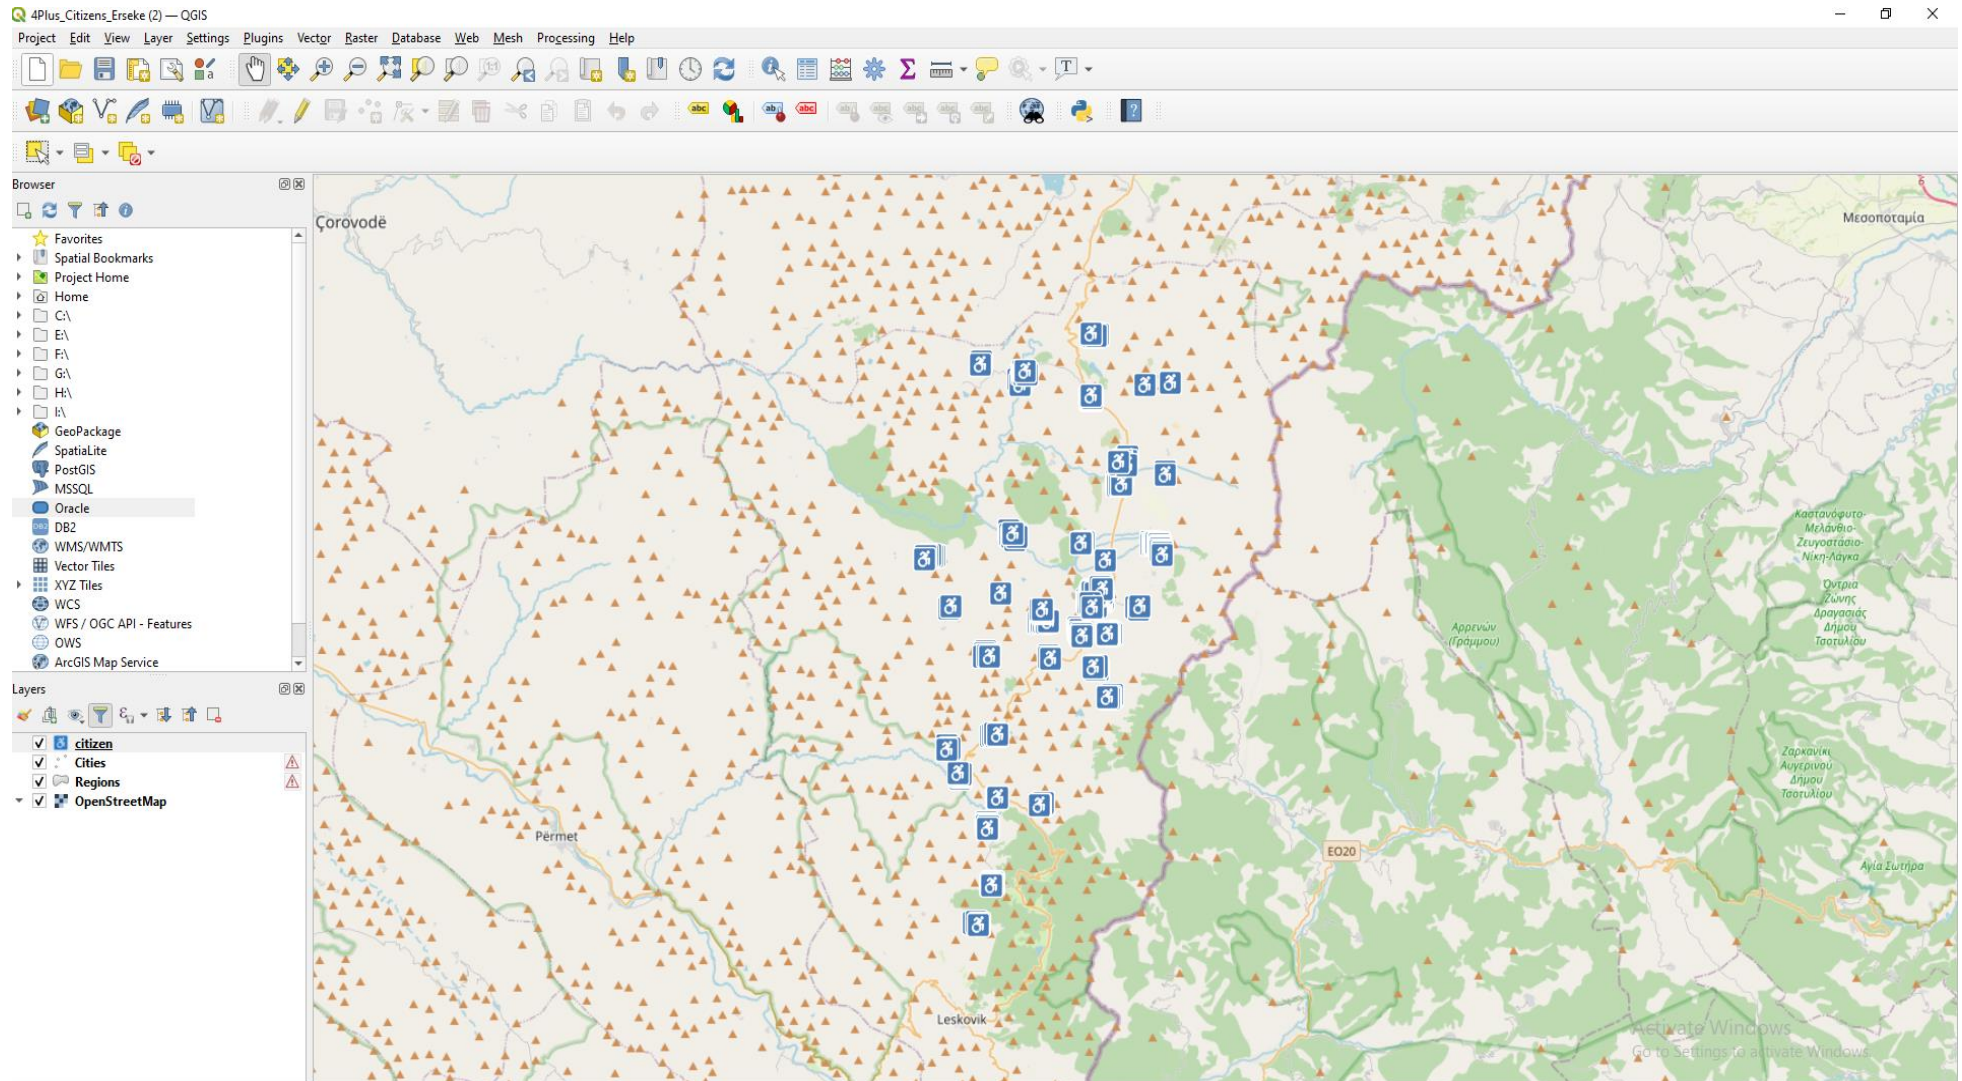 4Plus_Citizens_Erseke (2) — QGIS
Project Edit View Layer Settings Plugins Vector Raster Database Web Mesh Processing Help
Browser
Favorites
Spatial Bookmarks
Project Home
Home
C:\
E:\
F:\
G:\
H:\
I:\
GeoPackage
SpatiaLite
PostGIS
MSSQL
Oracle
DB2
WMS/WMTS
Vector Tiles
XYZ Tiles
WCS
WFS / OGC API - Features
OWS
ArcGIS Map Service
Layers
citizen
Cities
Regions
OpenStreetMap
Çorovodë
Μεσοποταμία
Καστανόφυτο-
Μελάνθιο-
Ζευγοστάσιο-
Νίκη-Λάγκα
Όντρια
Ζώνης
Δραγασιάς
Δήμου
Τσοτυλίου
Αρρενών
(Γράμμου)
Ζαρκανίκι
Αυγερινού
Δήμου
Τσοτυλίου
Përmet
EO20
Αγία Σωτήρα
Leskovik
Activate Windows
Go to Settings to activate Windows.